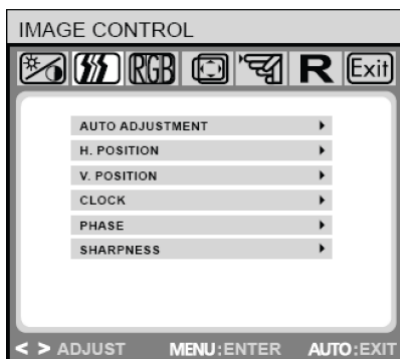 IMAGE CONTROL
RGB R Exit
AUTO ADJUSTMENT
H. POSITION
V. POSITION
CLOCK
PHASE
SHARPNESS
< > ADJUST MENU:ENTER AUTO:EXIT